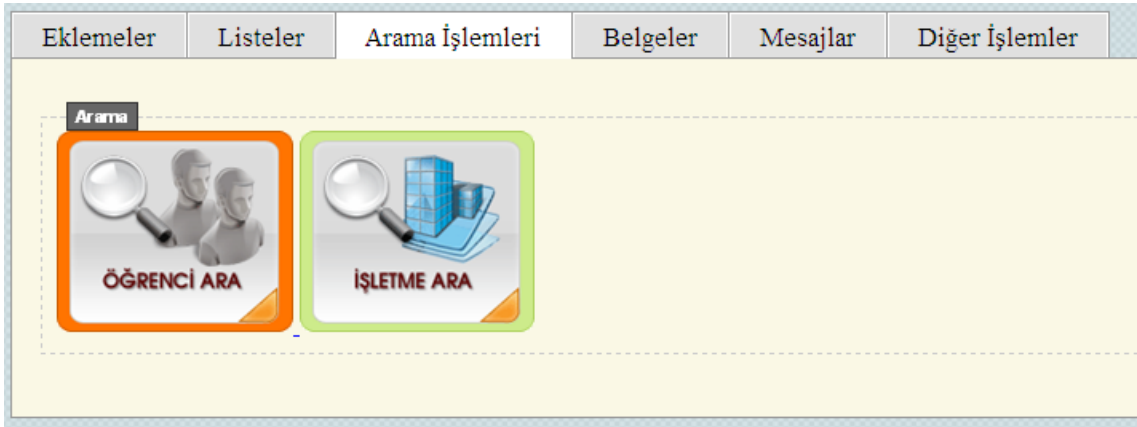 Eklemeler Listeler Arama İşlemleri Belgeler Mesajlar Diğer İşlemler
Arama
ÖĞRENCİ ARA İŞLETME ARA